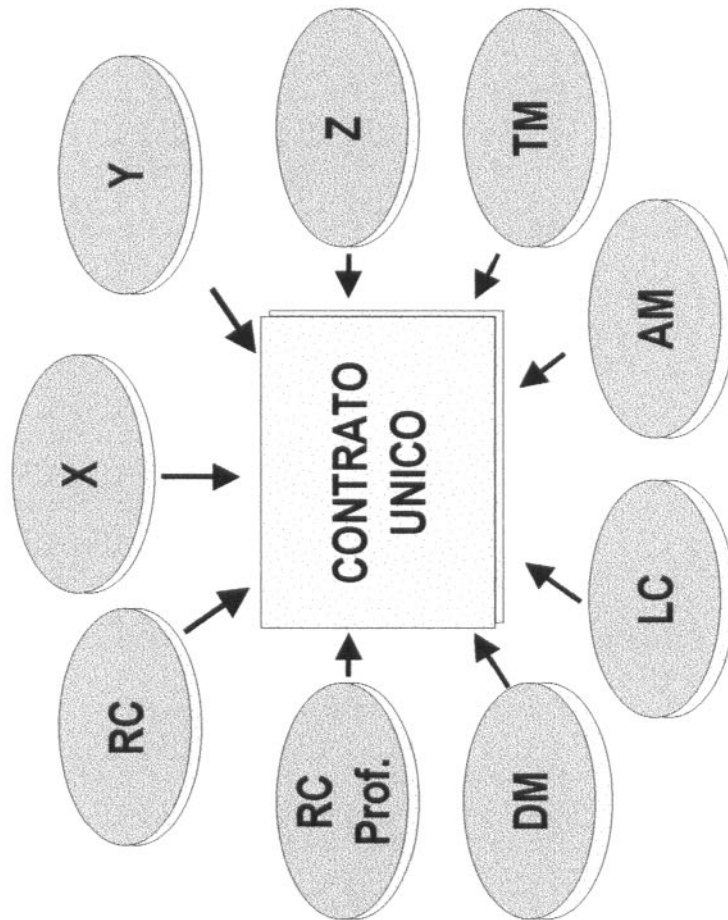 X
RC
Y
RC
Prof.
CONTRATO
UNICO
Z
DM
TM
LC
AM